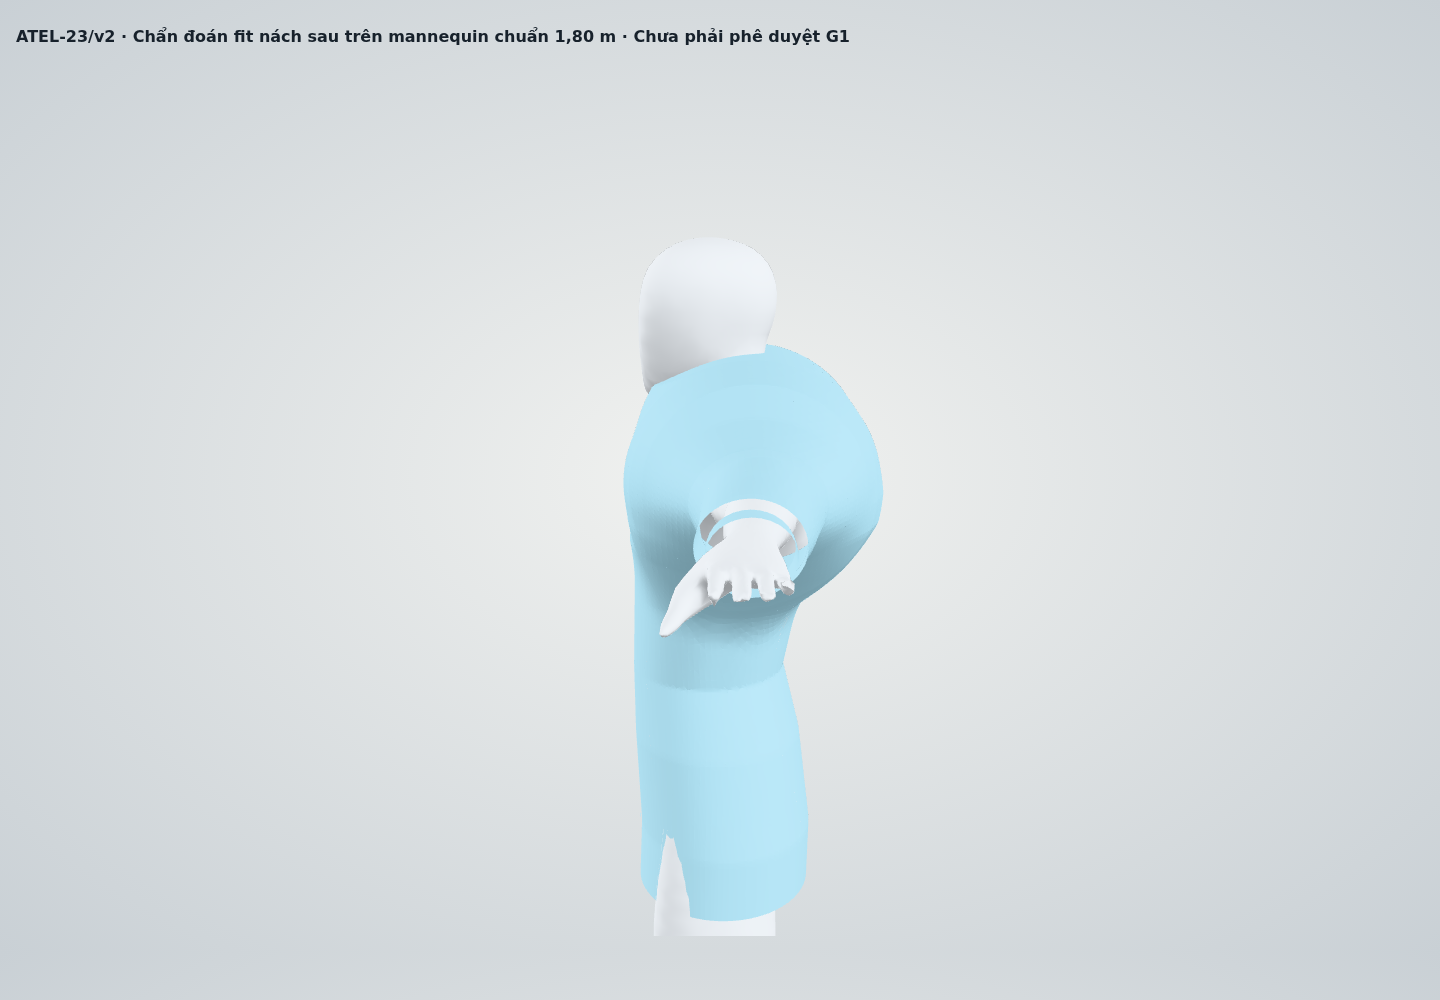 ATEL-23/v2 · Chẩn đoán fit nách sau trên mannequin chuẩn 1,80 m · Chưa phải phê duyệt G1